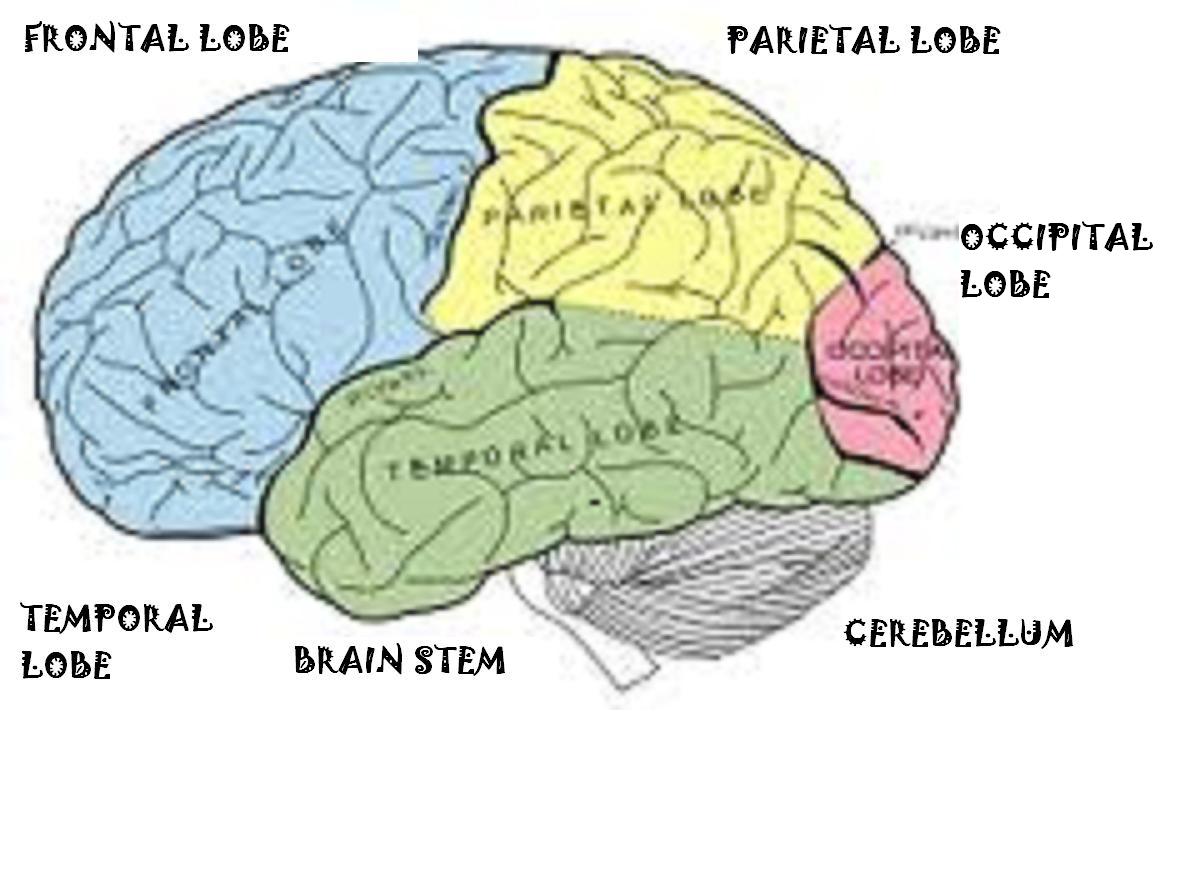 FRONTAL LOBE
PARIETAL LOBE
PARIETAL LOBE
OCCIPITAL
LOBE
FRONTAL LOBE
OCCIPITAL
LOBE
TEMPORAL LOBE
TEMPORAL
LOBE
BRAIN STEM
CEREBELLUM